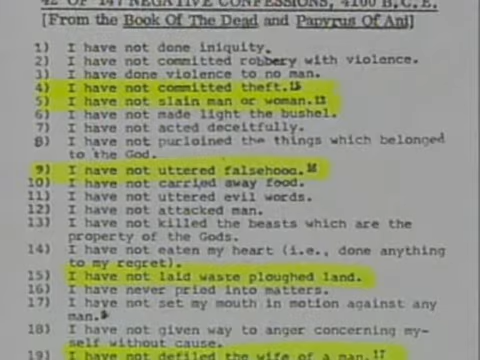 42 OF 147 NEGATIVE CONFESSIONS, 4100 B.C.E.
[From the Book Of The Dead and Papyrus Of Ani]
1) I have not done iniquity.
2) I have not committed robbery with violence.
3) I have done violence to no man.
4) I have not committed theft.15
5) I have not slain man or woman.13
6) I have not made light the bushel.
7) I have not acted deceitfully.
8) I have not purloined the things which belonged
to the God.
9) I have not uttered falsehood.16
10) I have not carried away food.
11) I have not uttered evil words.
12) I have not attacked man.
13) I have not killed the beasts which are the
property of the Gods.
14) I have not eaten my heart (i.e., done anything
to my regret).
15) I have not laid waste ploughed land.
16) I have never pried into matters.
17) I have not set my mouth in motion against any
man.
18) I have not given way to anger concerning my-
self without cause.
19) I have not defiled the wife of a man.17